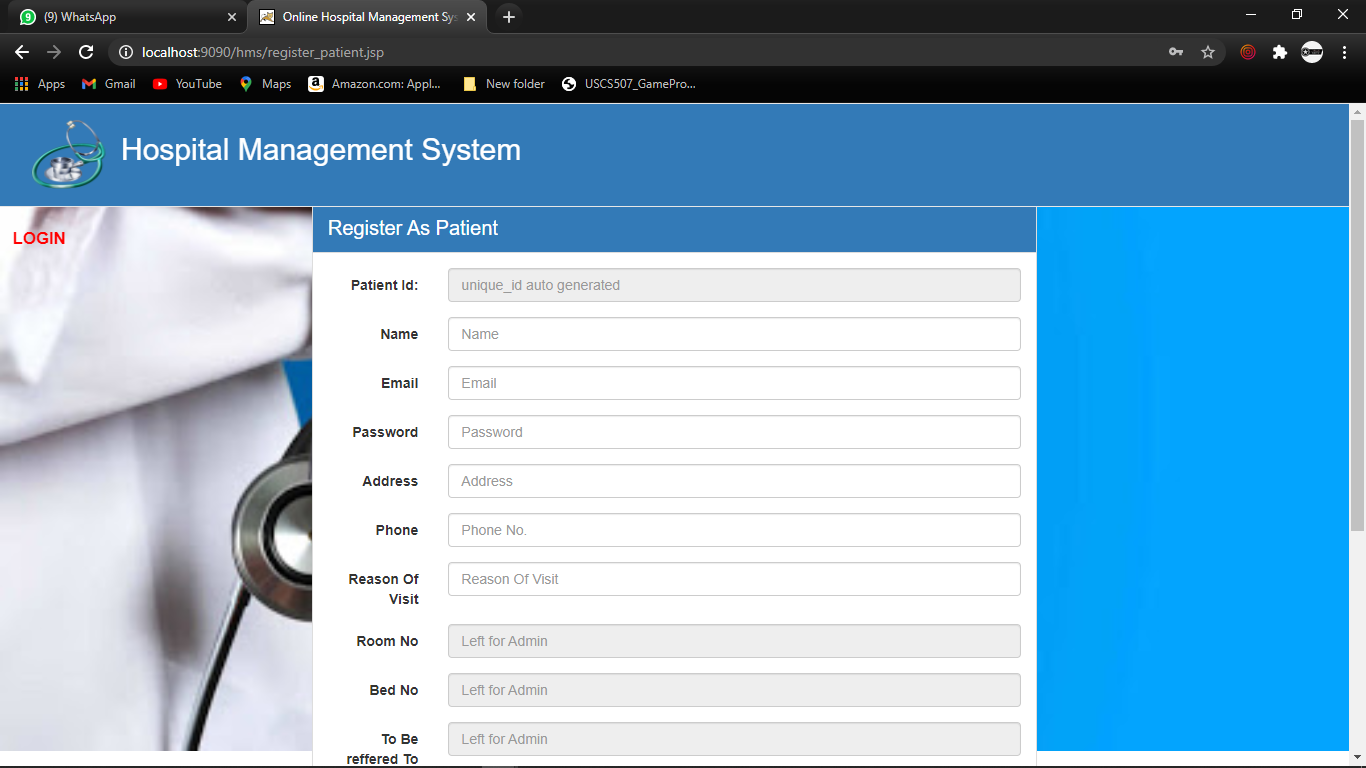 (9) WhatsApp
Online Hospital Management Sys
localhost:9090/hms/register_patient.jsp
Apps
Gmail
YouTube
Maps
Amazon.com: Appl...
New folder
USCS507_GamePro...
Hospital Management System
LOGIN
Register As Patient
Patient Id:
unique_id auto generated
Name
Name
Email
Email
Password
Password
Address
Address
Phone
Phone No.
Reason Of
Visit
Reason Of Visit
Room No
Left for Admin
Bed No
Left for Admin
To Be
reffered To
Left for Admin